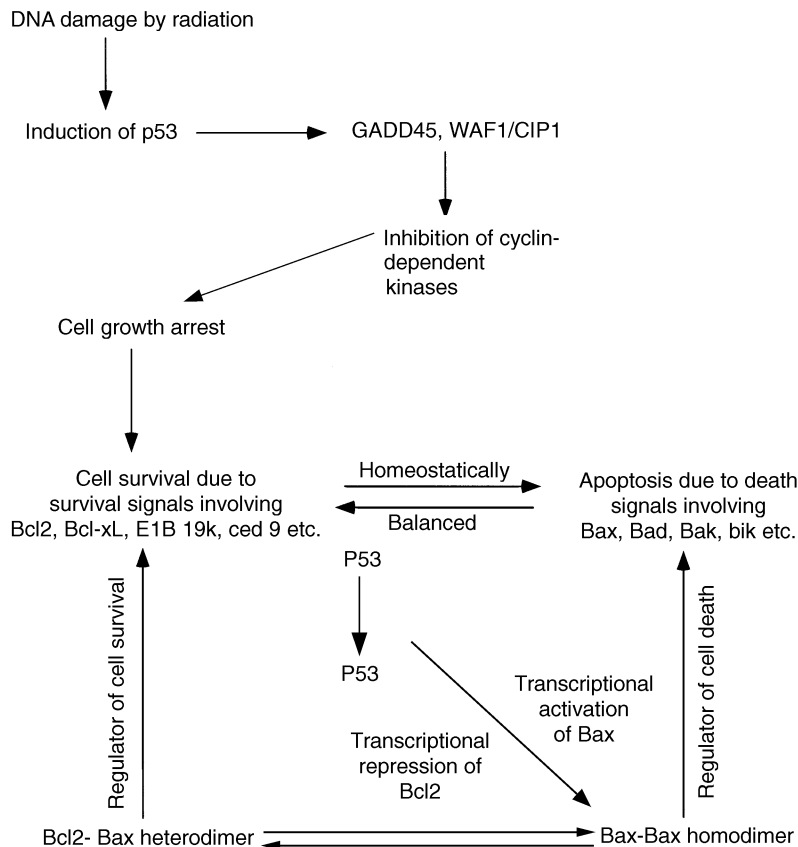 DNA damage by radiation
Induction of p53
GADD45, WAF1/CIP1
Inhibition of cyclin-
dependent
kinases
Cell growth arrest
Cell survival due to
survival signals involving
Bcl2, Bcl-xL, E1B 19k, ced 9 etc.
Homeostatically
Balanced
Apoptosis due to death
signals involving
Bax, Bad, Bak, bik etc.
P53
P53
Regulator of cell survival
Transcriptional
repression of
Bcl2
Transcriptional
activation
of Bax
Regulator of cell death
Bcl2- Bax heterodimer
Bax-Bax homodimer